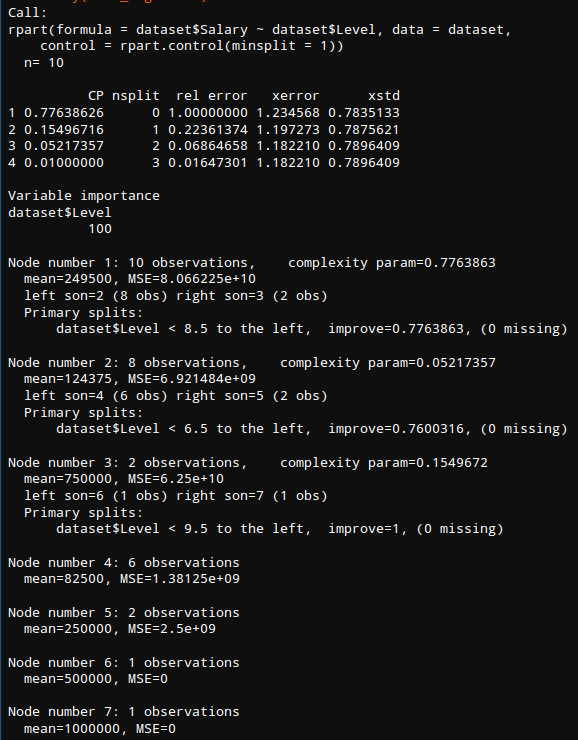 Call:
rpart(formula = dataset$Salary ~ dataset$Level, data = dataset,
    control = rpart.control(minsplit = 1))
  n= 10

          CP nsplit  rel error   xerror      xstd
1 0.77638626      0 1.00000000 1.234568 0.7835133
2 0.15496716      1 0.22361374 1.197273 0.7875621
3 0.05217357      2 0.06864658 1.182210 0.7896409
4 0.01000000      3 0.01647301 1.182210 0.7896409

Variable importance
dataset$Level
          100

Node number 1: 10 observations,    complexity param=0.7763863
  mean=249500, MSE=8.066225e+10
  left son=2 (8 obs) right son=3 (2 obs)
  Primary splits:
      dataset$Level < 8.5 to the left,  improve=0.7763863, (0 missing)

Node number 2: 8 observations,    complexity param=0.05217357
  mean=124375, MSE=6.921484e+09
  left son=4 (6 obs) right son=5 (2 obs)
  Primary splits:
      dataset$Level < 6.5 to the left,  improve=0.7600316, (0 missing)

Node number 3: 2 observations,    complexity param=0.1549672
  mean=750000, MSE=6.25e+10
  left son=6 (1 obs) right son=7 (1 obs)
  Primary splits:
      dataset$Level < 9.5 to the left,  improve=1, (0 missing)

Node number 4: 6 observations
  mean=82500, MSE=1.38125e+09

Node number 5: 2 observations
  mean=250000, MSE=2.5e+09

Node number 6: 1 observations
  mean=500000, MSE=0

Node number 7: 1 observations
  mean=1000000, MSE=0